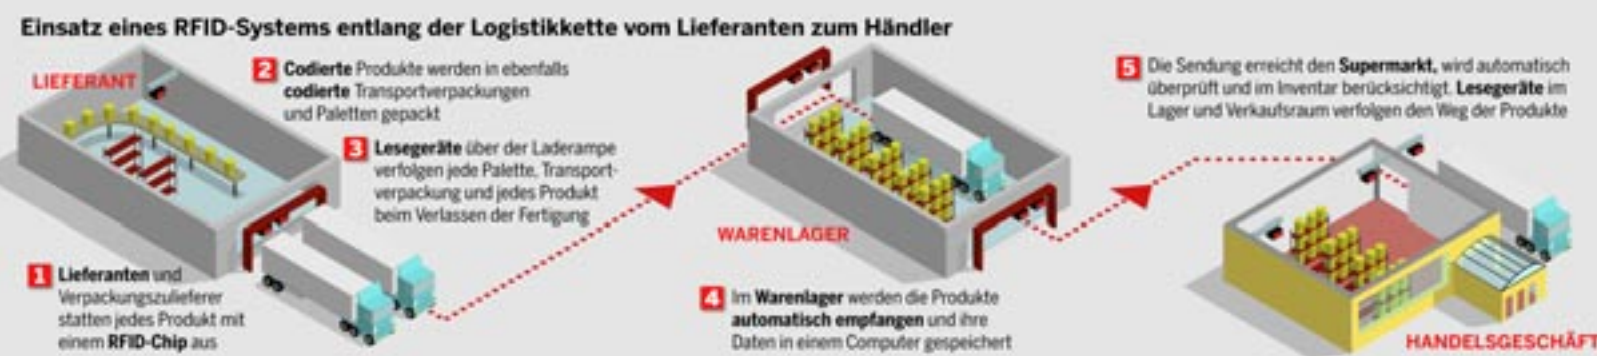 Einsatz eines RFID-Systems entlang der Logistikkette vom Lieferanten zum Händler
LIEFERANT
1 Lieferanten und
Verpackungszulieferer
statten jedes Produkt mit
einem RFID-Chip aus
2 Codierte Produkte werden in ebenfalls
codierte Transportverpackungen
und Paletten gepackt
3 Lesegeräte über der Laderampe
verfolgen jede Palette, Transport-
verpackung und jedes Produkt
beim Verlassen der Fertigung
WARENLAGER
4 Im Warenlager werden die Produkte
automatisch empfangen und ihre
Daten in einem Computer gespeichert
5 Die Sendung erreicht den Supermarkt, wird automatisch
überprüft und im Inventar berücksichtigt. Lesegeräte im
Lager und Verkaufsraum verfolgen den Weg der Produkte
HANDELSGESCHÄFT